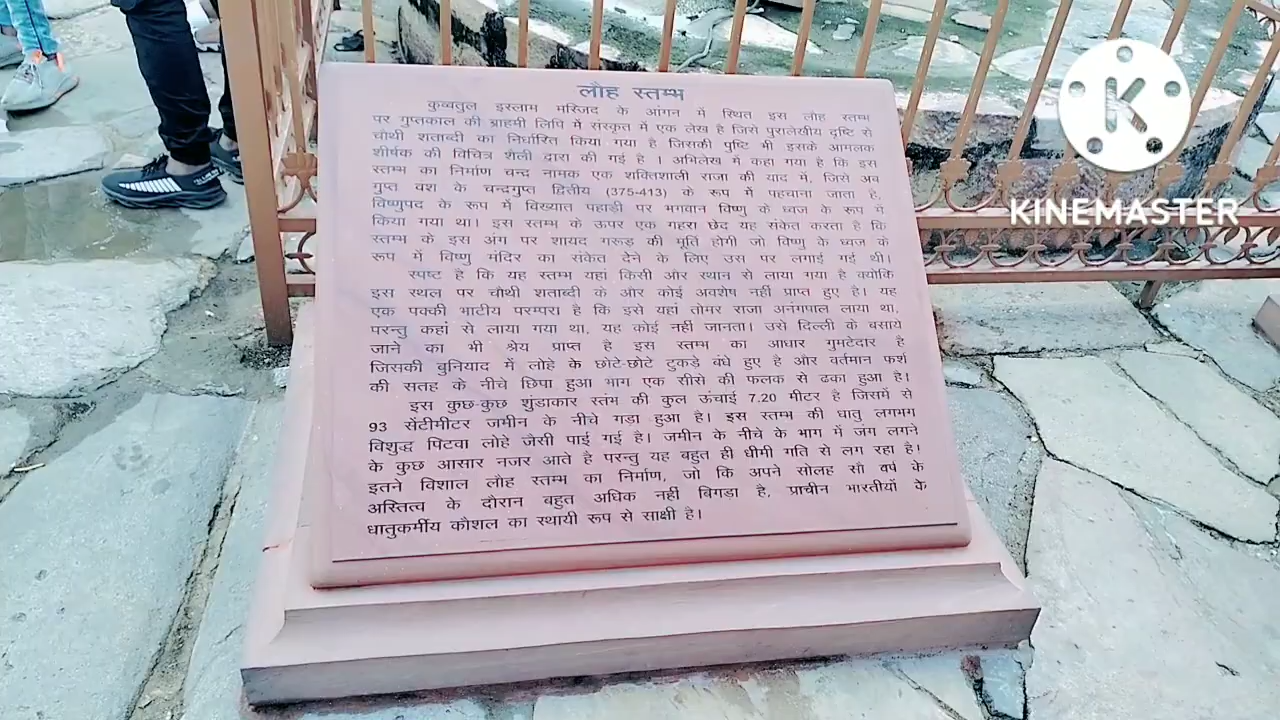 लौह स्तम्भ
कुव्वतुल इस्लाम मस्जिद के आंगन में स्थित इस लोह स्तम्भ
पर गुप्तकाल की ब्राहमी लिपि में संस्कृत में एक लेख है जिसे पुरालेखीय दृष्टि से
चौथी शताब्दी का निर्धारित किया गया है जिसकी पुष्टि भी इसके आमलक
शीर्षक की विचित्र शैली द्वारा की गई है । अभिलेख में कहा गया है कि इस
स्तम्भ का निर्माण चन्द नामक एक शक्तिशाली राजा की याद में, जिसे अब
गुप्त वंश के चन्द्रगुप्त द्वितीय (375-413) के रूप में पहचाना जाता है,
विष्णुपद के रूप में विख्यात पहाड़ी पर भगवान विष्णु के ध्वज के रूप में
किया गया था। इस स्तम्भ के ऊपर एक गहरा छेद यह संकेत करता है कि
स्तम्भ के इस अंग पर शायद गरूड़ की मूर्ति होगी जो विष्णु के ध्वज के
रूप में विष्णु मंदिर का संकेत देने के लिए उस पर लगाई गई थी।
स्पष्ट है कि यह स्तम्भ यहां किसी और स्थान से लाया गया है क्योंकि
इस स्थल पर चौथी शताब्दी के और कोई अवशेष नहीं प्राप्त हुए है। यह
एक पक्की भाटीय परम्परा है कि इसे यहां तोमर राजा अनंगपाल लाया था,
परन्तु कहां से लाया गया था, यह कोई नहीं जानता। उसे दिल्ली के बसाये
जाने का भी श्रेय प्राप्त है इस स्तम्भ का आधार गुमटेदार है
जिसकी बुनियाद में लोहे के छोटे-छोटे टुकड़े बंधे हुए है और वर्तमान फर्श
की सतह के नीचे छिपा हुआ भाग एक सीसे की फलक से ढका हुआ है।
इस कुछ-कुछ शुंडाकार स्तंम की कुल ऊंचाई 7.20 मीटर है जिसमें से
93 सेंटीमीटर जमीन के नीचे गड़ा हुआ है। इस स्तम्भ की धातु लगभग
विशुद्ध पिटवा लोहे जैसी पाई गई है। जमीन के नीचे के भाग में जंग लगने
के कुछ आसार नजर आते है परन्तु यह बहुत ही धीमी गति से लग रहा है।
इतने विशाल लौह स्तम्भ का निर्माण, जो कि अपने सोलह सौ वर्ष के
अस्तित्व के दौरान बहुत अधिक नहीं बिगड़ा है, प्राचीन भारतीयों के
धातुकर्मीय कौशल का स्थायी रूप से साक्षी है।
K
KINEMASTER